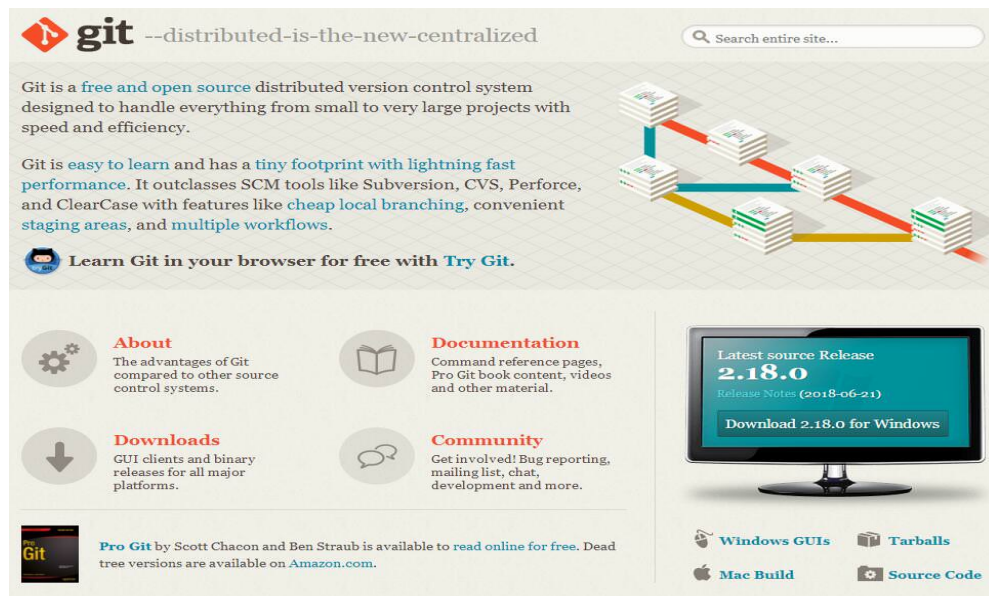 git --distributed-is-the-new-centralized
Search entire site...
Git is a free and open source distributed version control system
designed to handle everything from small to very large projects with
speed and efficiency.
Git is easy to learn and has a tiny footprint with lightning fast
performance. It outclasses SCM tools like Subversion, CVS, Perforce,
and ClearCase with features like cheap local branching, convenient
staging areas, and multiple workflows.
Learn Git in your browser for free with Try Git.
About
The advantages of Git
compared to other source
control systems.
Documentation
Command reference pages,
Pro Git book content, videos
and other material.
Downloads
GUI clients and binary
releases for all major
platforms.
Community
Get involved! Bug reporting,
mailing list, chat,
development and more.
Latest source Release
2.18.0
Release Notes (2018-06-21)
Download 2.18.0 for Windows
Windows GUIs
Tarballs
Mac Build
Source Code
Pro
Git
Pro Git by Scott Chacon and Ben Straub is available to read online for free. Dead
tree versions are available on Amazon.com.